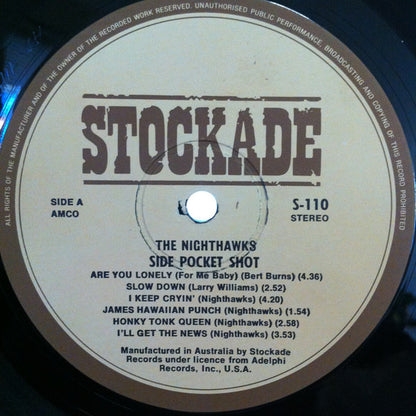 ALL RIGHTS OF THE MANUFACTURER AND OF THE OWNER OF THE RECORDED WORK RESERVED. UNAUTHORISED PUBLIC PERFORMANCE, BROADCASTING AND COPYING OF THIS RECORD PROHIBITED
STOCKADE
SIDE A
AMCO
S-110
STEREO
THE NIGHTHAWKS
SIDE POCKET SHOT
ARE YOU LONELY (For Me Baby) (Bert Burns) (4.36)
SLOW DOWN (Larry Williams) (2.52)
I KEEP CRYIN' (Nighthawks) (4.20)
JAMES HAWAIIAN PUNCH (Nighthawks) (1.54)
HONKY TONK QUEEN (Nighthawks) (2.58)
I'LL GET THE NEWS (Nighthawks) (3.53)
Manufactured in Australia by Stockade
Records under licence from Adelphi
Records, Inc., U.S.A.